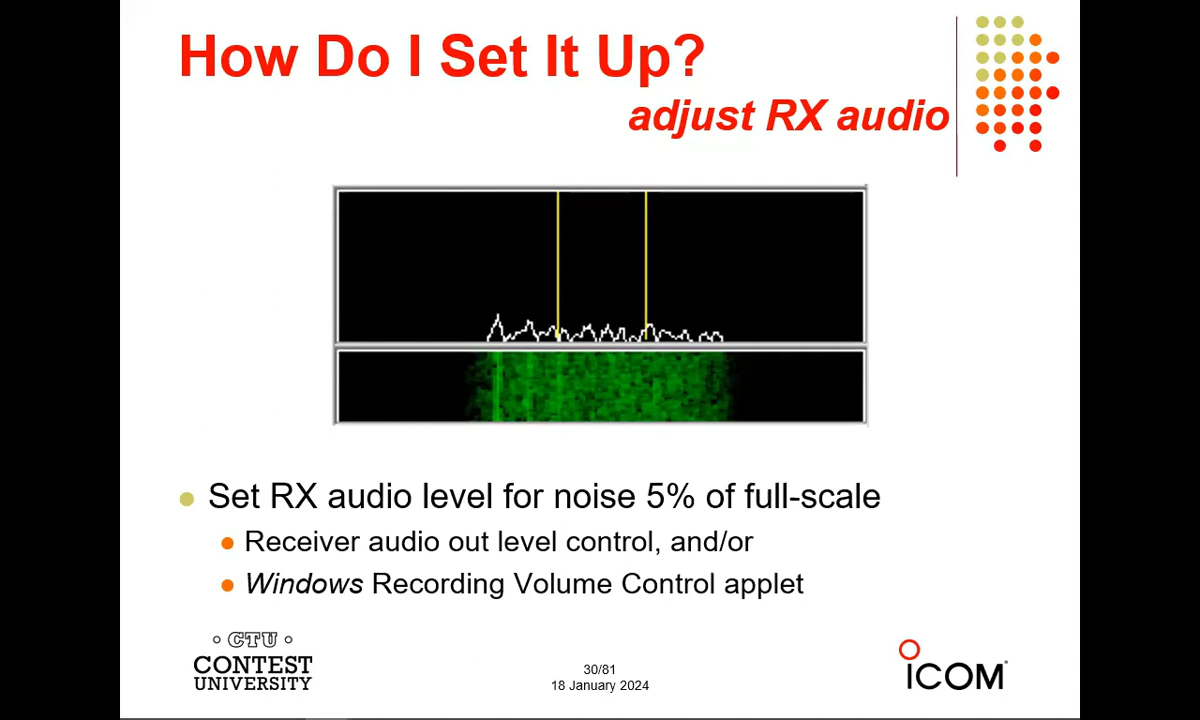 How Do I Set It Up?
adjust RX audio
Set RX audio level for noise 5% of full-scale
Receiver audio out level control, and/or
Windows Recording Volume Control applet
CTU
CONTEST
UNIVERSITY
30/81
18 January 2024
ICOM